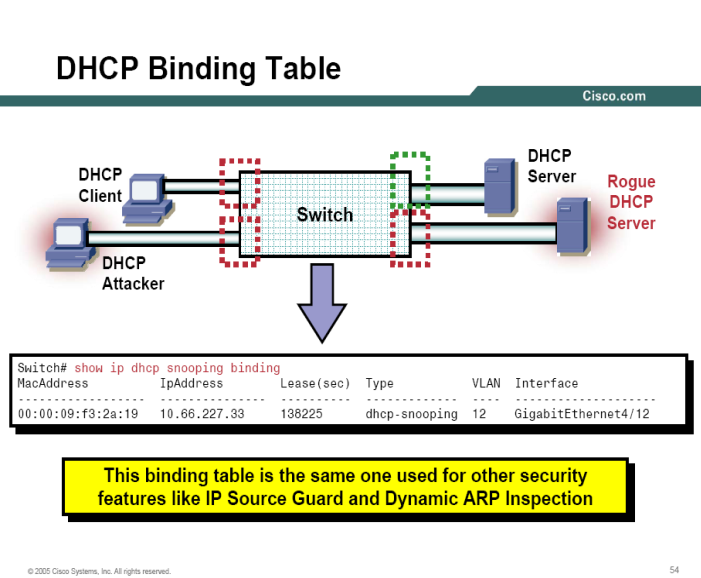 DHCP Binding Table
Cisco.com
DHCP
Client
DHCP
Attacker
Switch
DHCP
Server
Rogue
DHCP
Server
Switch# show ip dhcp snooping binding
MacAddress IpAddress Lease(sec) Type VLAN Interface
------------------ --------------- ---------- ------------- ---- --------------------
00:00:09:f3:2a:19 10.66.227.33 138225 dhcp-snooping 12 GigabitEthernet4/12
This binding table is the same one used for other security
features like IP Source Guard and Dynamic ARP Inspection
© 2005 Cisco Systems, Inc. All rights reserved.
54